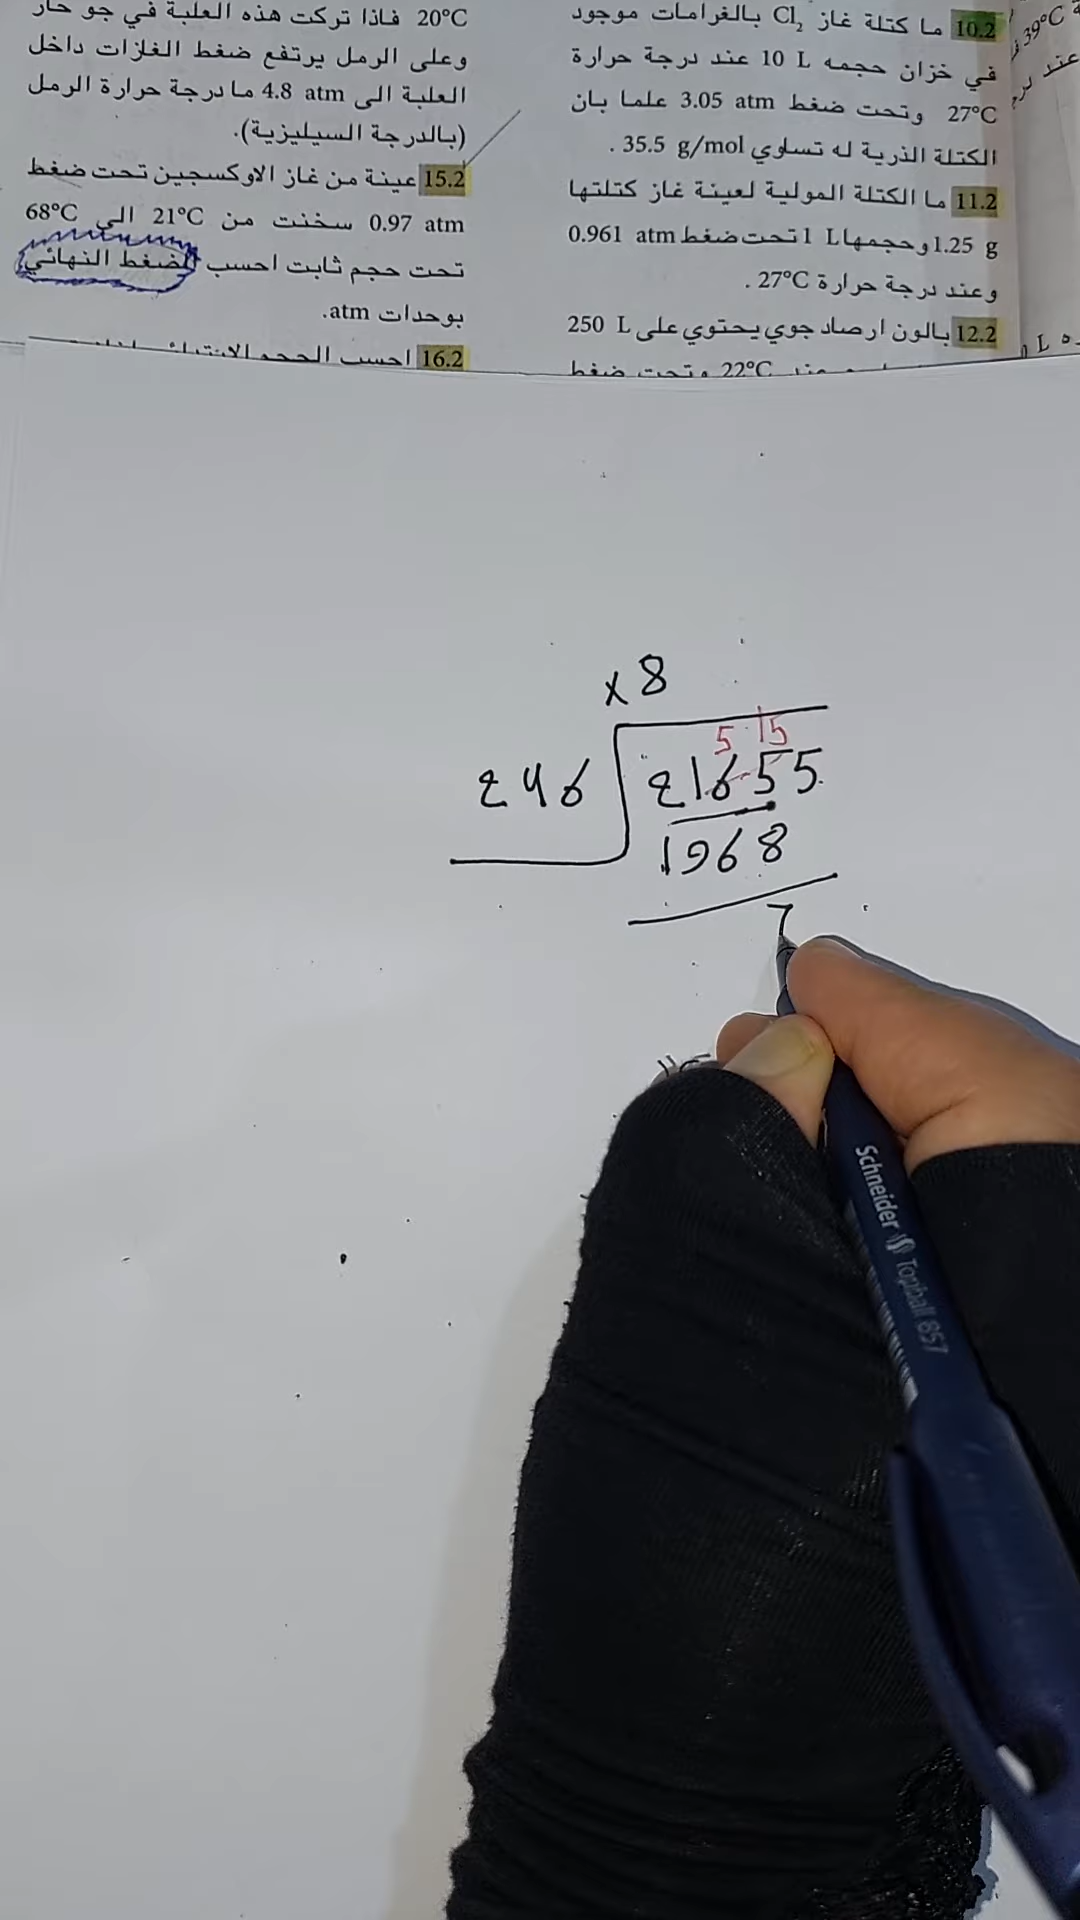 10.2 ما كتلة غاز Cl₂ بالغرامات موجود
في خزان حجمه 10 L عند درجة حرارة
27°C وتحت ضغط 3.05 atm علما بان
الكتلة الذرية له تساوي 35.5 g/mol .
11.2 ما الكتلة المولية لعينة غاز كتلتها
1.25 g وحجمها 1 L تحت ضغط 0.961 atm
وعند درجة حرارة 27°C .
12.2 بالون ارصاد جوي يحتوي على 250 L
22°C وتحت ضغط
20°C فاذا تركت هذه العلبة في جو حار
وعلى الرمل يرتفع ضغط الغازات داخل
العلبة الى 4.8 atm ما درجة حرارة الرمل
(بالدرجة السيليزية).
15.2 عينة من غاز الاوكسجين تحت ضغط
0.97 atm سخنت من 21°C الى 68°C
تحت حجم ثابت احسب الضغط النهائي
بوحدات atm.
16.2 احسب الحجم
39°C
عند
L
× 8
5 15
246 21655
1968
7
Schneider Topball 857